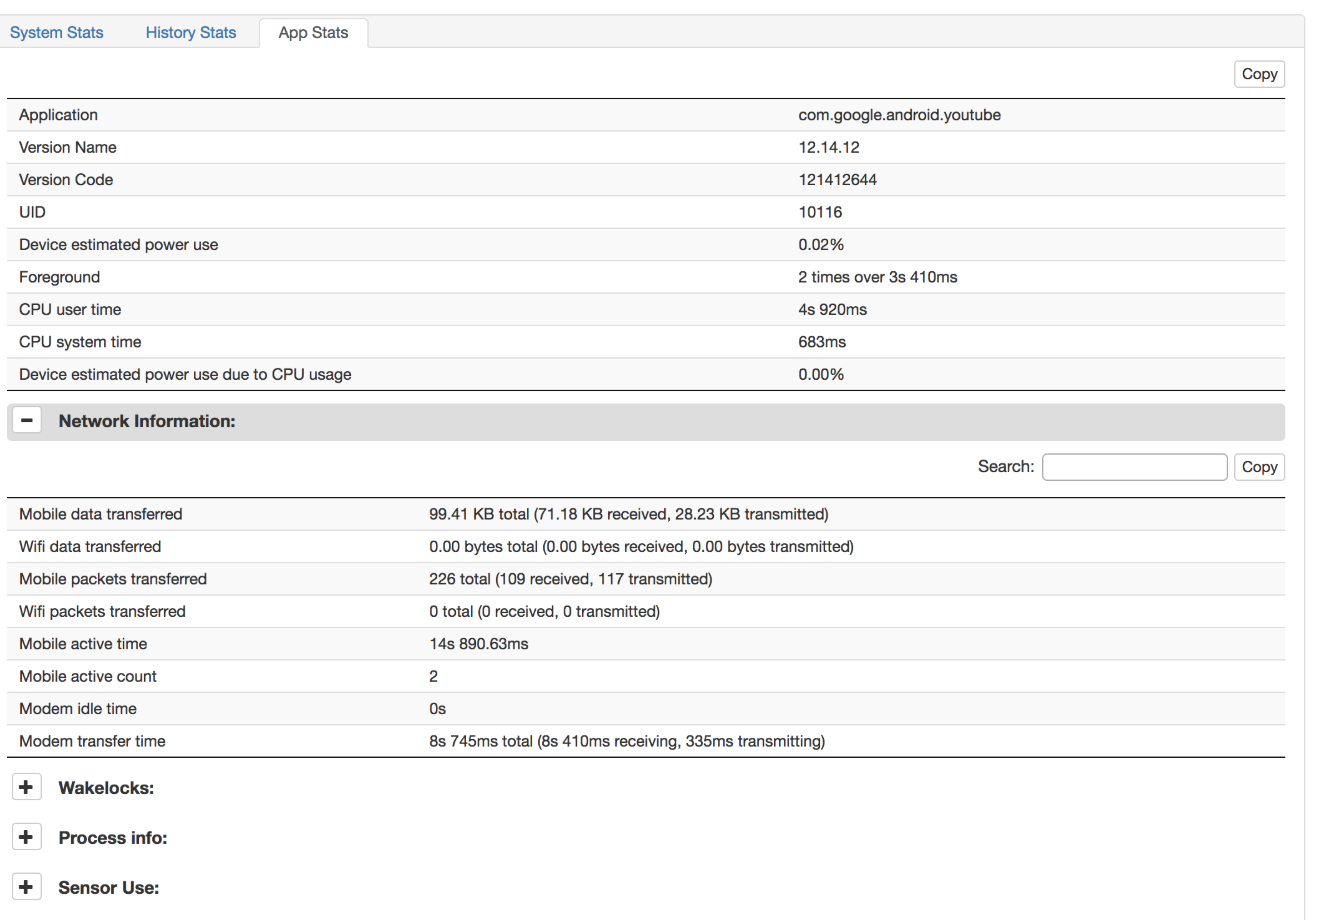 System Stats History Stats App Stats
Copy
Application com.google.android.youtube
Version Name 12.14.12
Version Code 121412644
UID 10116
Device estimated power use 0.02%
Foreground 2 times over 3s 410ms
CPU user time 4s 920ms
CPU system time 683ms
Device estimated power use due to CPU usage 0.00%
Network Information:
Search: Copy
Mobile data transferred 99.41 KB total (71.18 KB received, 28.23 KB transmitted)
Wifi data transferred 0.00 bytes total (0.00 bytes received, 0.00 bytes transmitted)
Mobile packets transferred 226 total (109 received, 117 transmitted)
Wifi packets transferred 0 total (0 received, 0 transmitted)
Mobile active time 14s 890.63ms
Mobile active count 2
Modem idle time 0s
Modem transfer time 8s 745ms total (8s 410ms receiving, 335ms transmitting)
Wakelocks:
Process info:
Sensor Use: